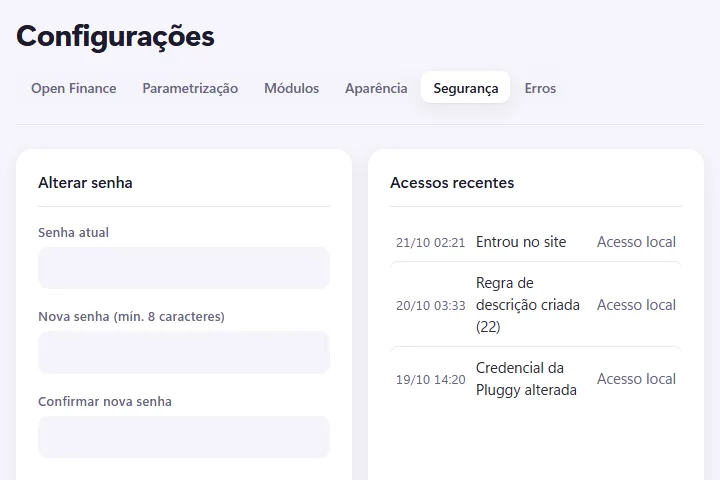 Configurações
Open Finance
Parametrização
Módulos
Aparência
Segurança
Erros
Alterar senha
Senha atual
Nova senha (mín. 8 caracteres)
Confirmar nova senha
Acessos recentes
21/10 02:21 Entrou no site Acesso local
20/10 03:33 Regra de
descrição criada
(22) Acesso local
19/10 14:20 Credencial da
Pluggy alterada Acesso local